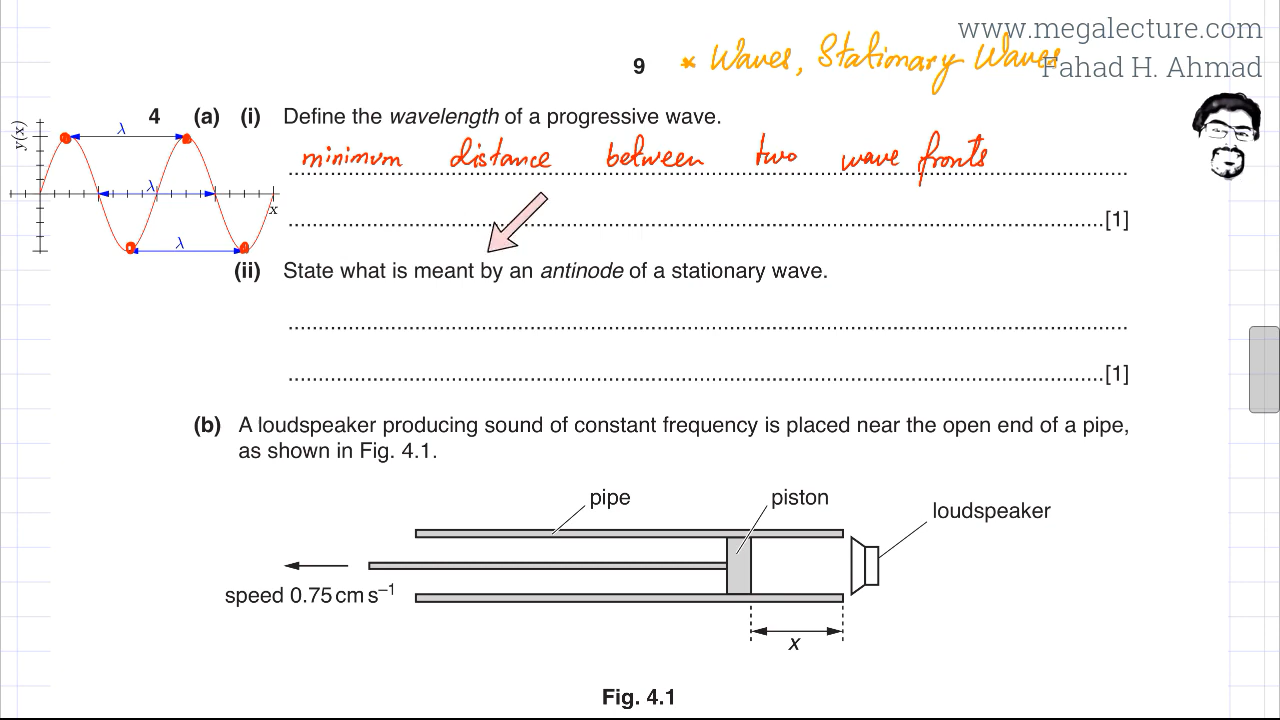 www.megalecture.com
9 * Waves, Stationary Waves
Fahad H. Ahmad
4 (a) (i) Define the wavelength of a progressive wave.
y(x)
λ
minimum distance between two wave fronts
λ
x
[1]
λ
(ii) State what is meant by an antinode of a stationary wave.
[1]
(b) A loudspeaker producing sound of constant frequency is placed near the open end of a pipe,
as shown in Fig. 4.1.
pipe
piston
loudspeaker
speed 0.75 cm s⁻¹
x
Fig. 4.1